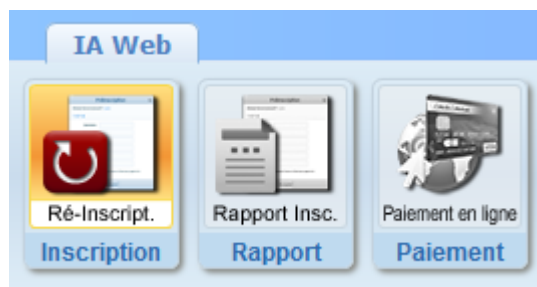 IA Web
Ré-Inscript.
Rapport Insc.
Paiement en ligne
Inscription
Rapport
Paiement